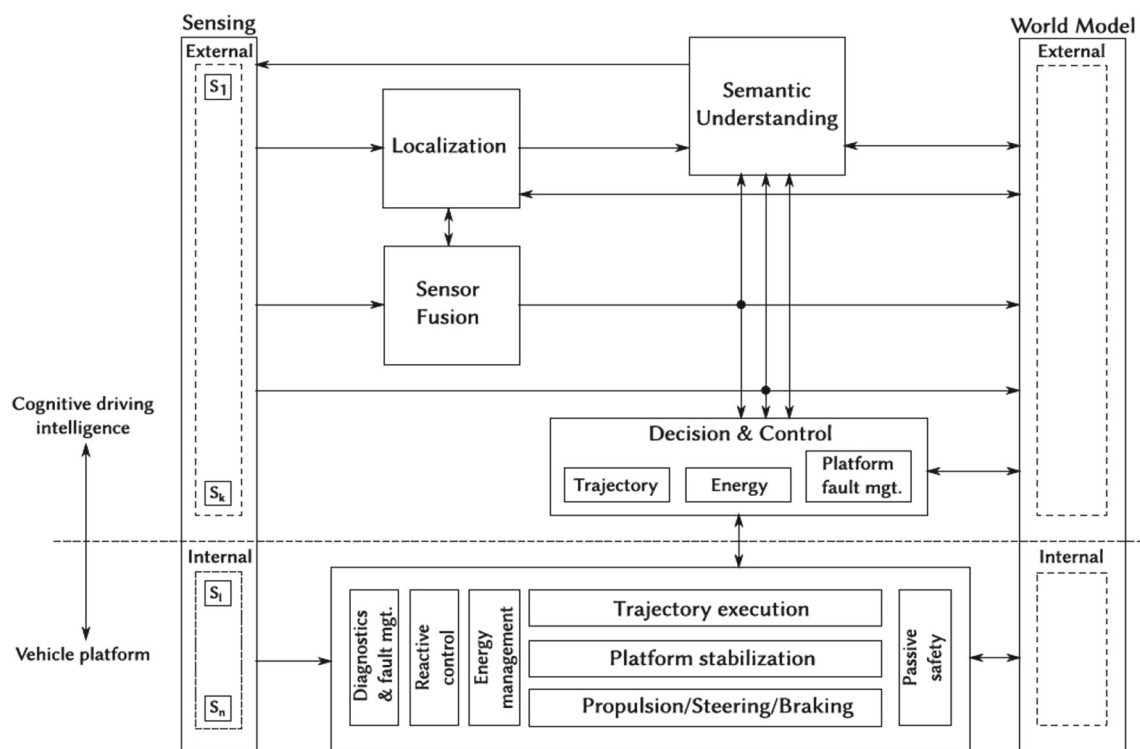 Sensing
World Model
External
External
S1
Semantic
Understanding
Localization
Sensor
Fusion
Cognitive driving
intelligence
Decision & Control
Trajectory
Energy
Platform
fault mgt.
Sk
Internal
Internal
Sl
Vehicle platform
Sn
Diagnostics
& fault mgt.
Reactive
control
Energy
management
Trajectory execution
Platform stabilization
Propulsion/Steering/Braking
Passive
safety